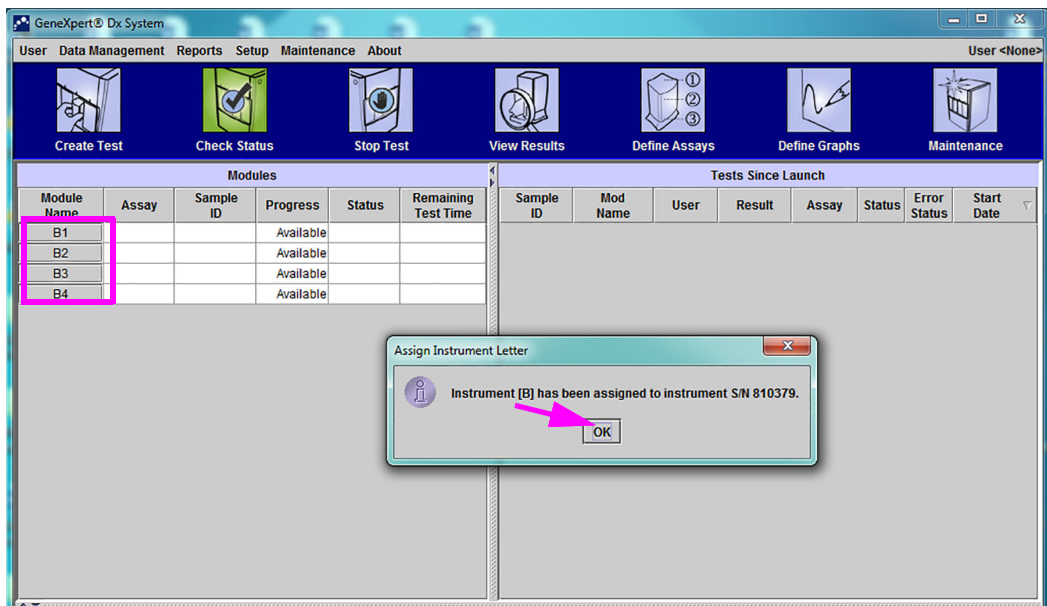 GeneXpert® Dx System
User Data Management Reports Setup Maintenance About User <None>
Create Test Check Status Stop Test View Results Define Assays Define Graphs Maintenance
1
2
3
Modules Tests Since Launch
Module Name Assay Sample ID Progress Status Remaining Test Time Sample ID Mod Name User Result Assay Status Error Status Start Date
B1 Available
B2 Available
B3 Available
B4 Available
Assign Instrument Letter
Instrument [B] has been assigned to instrument S/N 810379.
OK